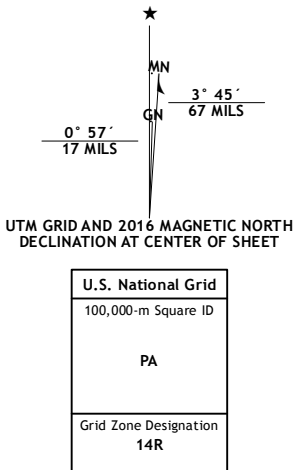 MN
3° 45´
67 MILS
GN
0° 57´
17 MILS
UTM GRID AND 2016 MAGNETIC NORTH
DECLINATION AT CENTER OF SHEET
U.S. National Grid
100,000-m Square ID
PA
Grid Zone Designation
14R